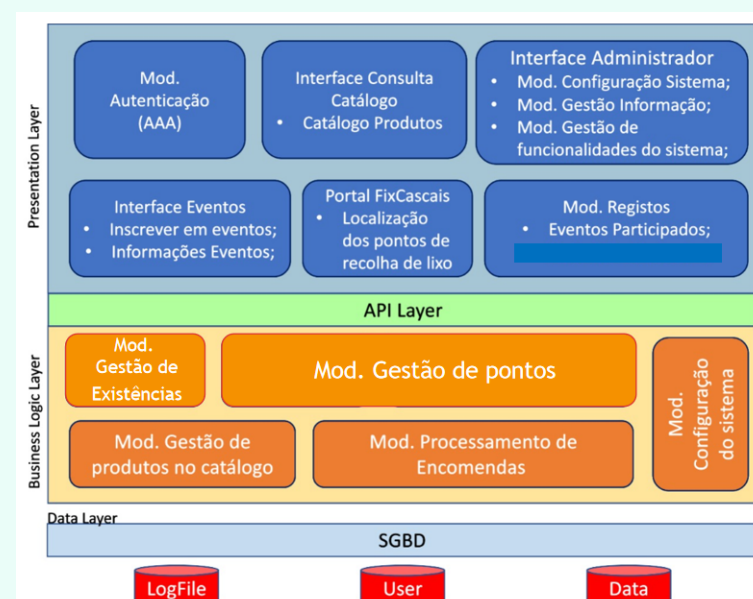 Presentation Layer
Mod.
Autenticação
(AAA)
Interface Consulta
Catálogo
• Catálogo Produtos
Interface Administrador
• Mod. Configuração Sistema;
• Mod. Gestão Informação;
• Mod. Gestão de
funcionalidades do sistema;
Interface Eventos
• Inscrever em eventos;
• Informações Eventos;
Portal FixCascais
• Localização
dos pontos de
recolha de lixo
Mod. Registos
• Eventos Participados;
API Layer
Business Logic Layer
Mod.
Gestão de
Existências
Mod. Gestão de pontos
Mod.
Configuração
do sistema
Mod. Gestão de
produtos no catálogo
Mod. Processamento de
Encomendas
Data Layer
SGBD
LogFile
User
Data